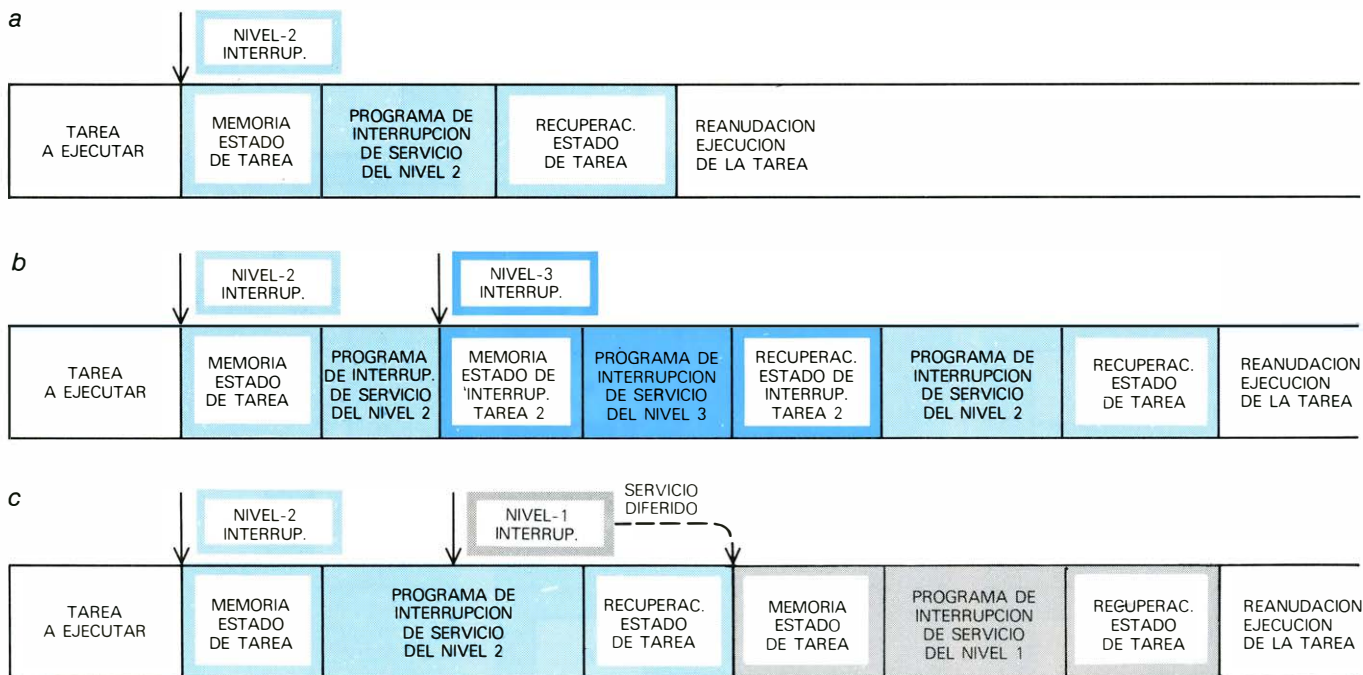 a
NIVEL-2
INTERRUP.
TAREA
A EJECUTAR
MEMORIA
ESTADO
DE TAREA
PROGRAMA DE
INTERRUPCION
DE SERVICIO
DEL NIVEL 2
RECUPERAC.
ESTADO
DE TAREA
REANUDACION
EJECUCION
DE LA TAREA
b
NIVEL-2
INTERRUP.
NIVEL-3
INTERRUP.
TAREA
A EJECUTAR
MEMORIA
ESTADO
DE TAREA
PROGRAMA
DE INTERRUP.
DE SERVICIO
DEL NIVEL 2
MEMORIA
ESTADO DE
INTERRUP.
TAREA 2
PROGRAMA DE
INTERRUPCION
DE SERVICIO
DEL NIVEL 3
RECUPERAC.
ESTADO DE
INTERRUP.
TAREA 2
PROGRAMA DE
INTERRUPCION
DE SERVICIO
DEL NIVEL 2
RECUPERAC.
ESTADO
DE TAREA
REANUDACION
EJECUCION
DE LA TAREA
c
NIVEL-2
INTERRUP.
NIVEL-1
INTERRUP.
SERVICIO
DIFERIDO
TAREA
A EJECUTAR
MEMORIA
ESTADO
DE TAREA
PROGRAMA DE
INTERRUPCION
DE SERVICIO
DEL NIVEL 2
RECUPERAC.
ESTADO
DE TAREA
MEMORIA
ESTADO
DE TAREA
PROGRAMA DE
INTERRUPCION
DE SERVICIO
DEL NIVEL 1
RECUPERAC.
ESTADO
DE TAREA
REANUDACION
EJECUCION
DE LA TAREA